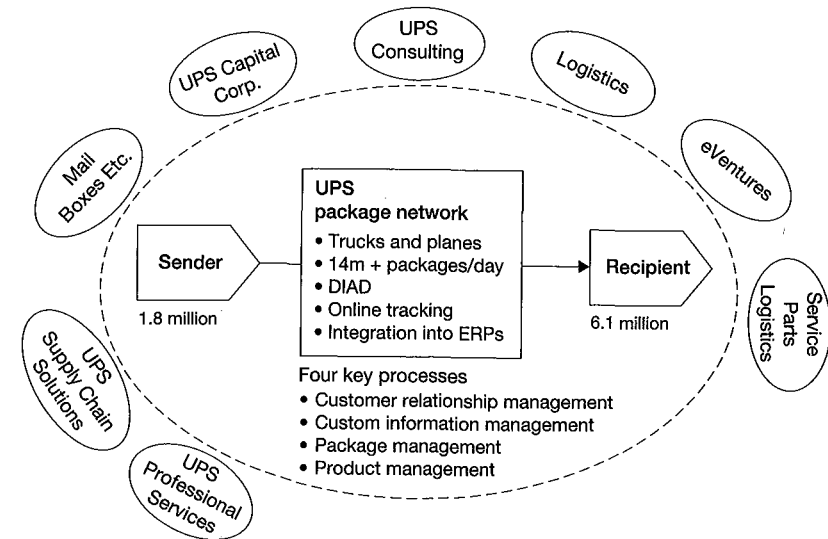 UPS
Consulting
UPS Capital
Corp.
Logistics
Mail
Boxes Etc.
eVentures
UPS
package network
• Trucks and planes
• 14m + packages/day
• DIAD
• Online tracking
• Integration into ERPs
Sender
1.8 million
Recipient
6.1 million
Service
Parts
Logistics
UPS
Supply Chain
Solutions
Four key processes
• Customer relationship management
• Custom information management
• Package management
• Product management
UPS
Professional
Services